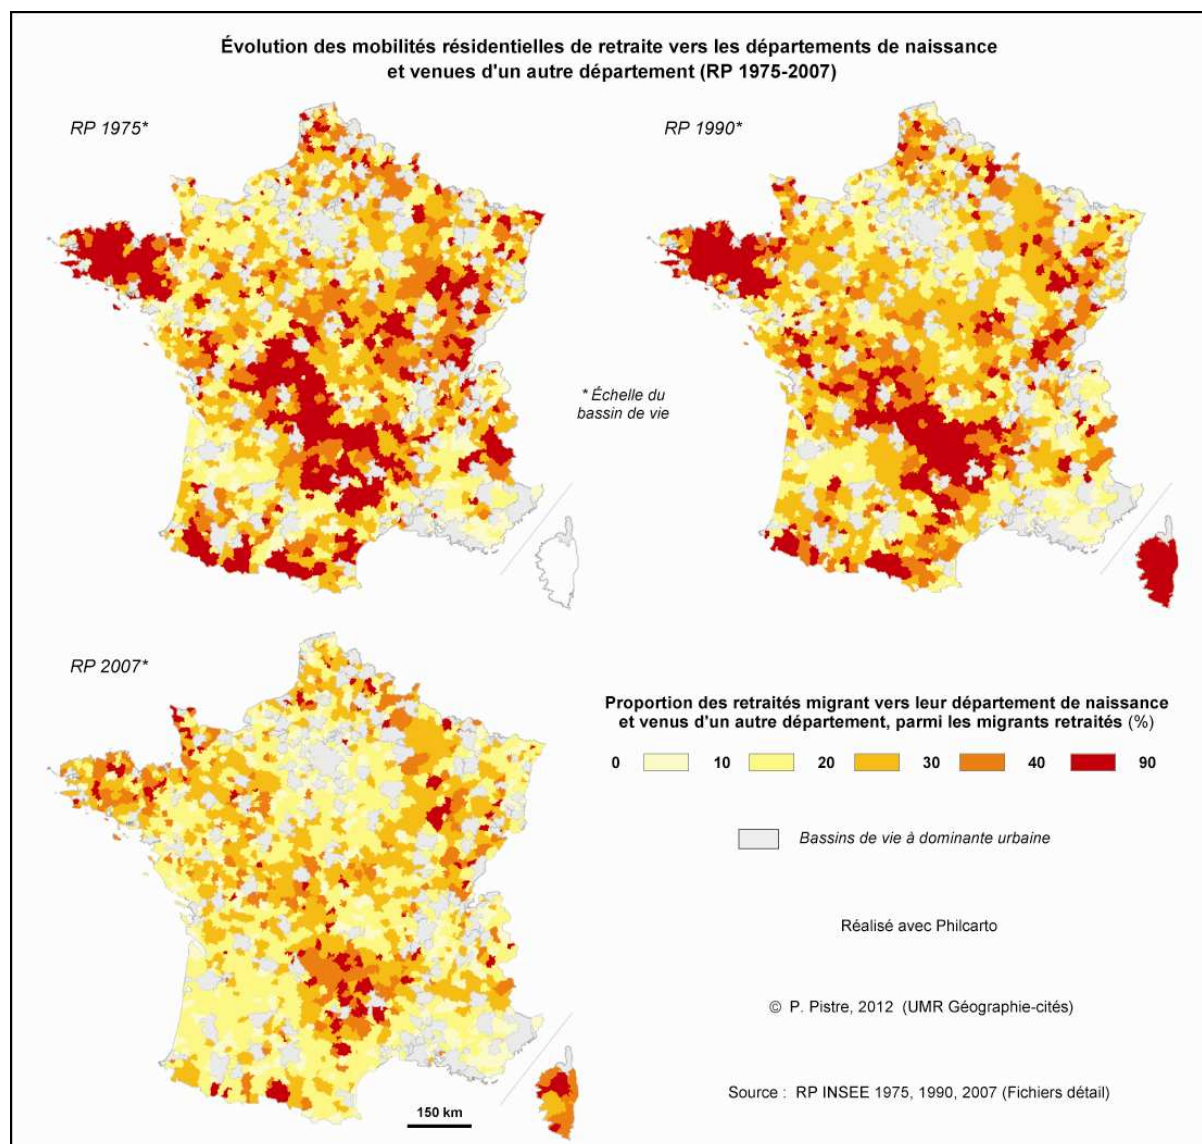 Évolution des mobilités résidentielles de retraite vers les départements de naissance
et venues d'un autre département (RP 1975-2007)
RP 1975*
RP 1990*
* Échelle du
bassin de vie
RP 2007*
Proportion des retraités migrant vers leur département de naissance
et venus d'un autre département, parmi les migrants retraités (%)
0 10 20 30 40 90
Bassins de vie à dominante urbaine
Réalisé avec Philcarto
© P. Pistre, 2012 (UMR Géographie-cités)
Source : RP INSEE 1975, 1990, 2007 (Fichiers détail)
150 km